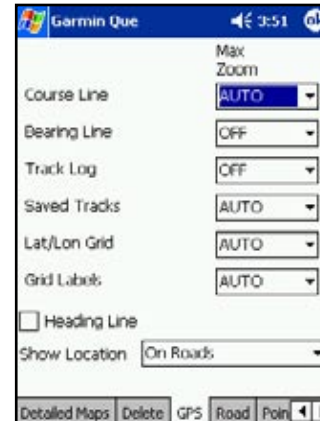 Garmin Que 3:51 ok
Max
Zoom
Course Line AUTO
Bearing Line OFF
Track Log OFF
Saved Tracks AUTO
Lat/Lon Grid AUTO
Grid Labels AUTO
Heading Line
Show Location On Roads
Detailed Maps Delete GPS Road Poin